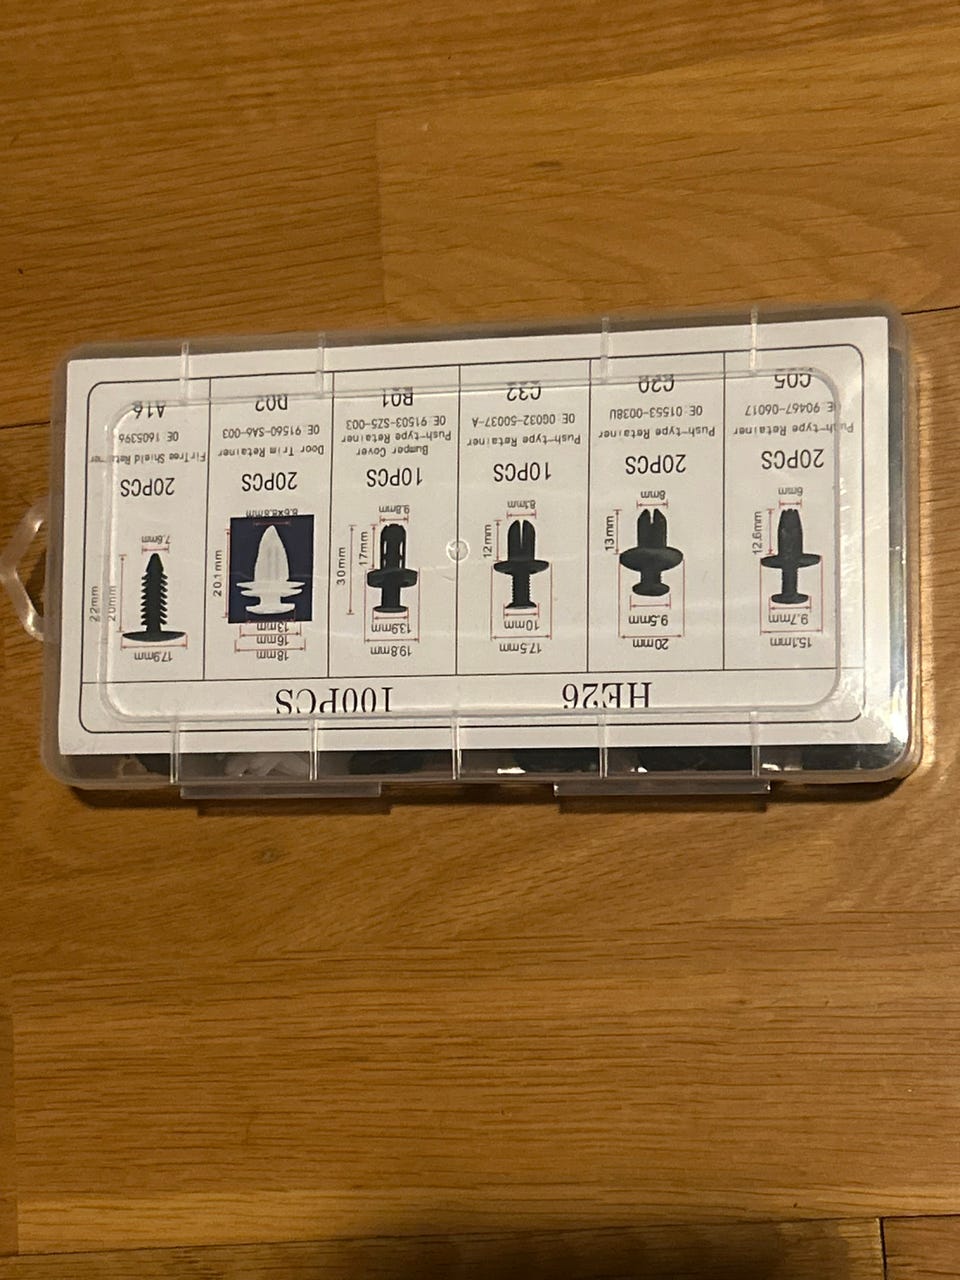 HE26 100PCS
15.1mm
9.7mm
12.6mm
6mm
20PCS
Push-type Retainer
OE 90467-06017
C05
20mm
9.5mm
13mm
8mm
20PCS
Push-type Retainer
OE 01553-0038U
C20
17.5mm
10mm
12mm
8.1mm
10PCS
Push-type Retainer
OE 00032-50037-A
C32
19.8mm
13.9mm
30mm
17mm
9.8mm
10PCS
Bumper Cover
Push-type Retainer
OE 91503-SZ5-003
B01
18mm
16mm
13mm
20.1mm
8.6x8.8mm
20PCS
Door Trim Retainer
OE 91560-SA6-003
D02
17.9mm
20mm
22mm
7.6mm
20PCS
FirTree Shield Retainer
OE 1605396
A16